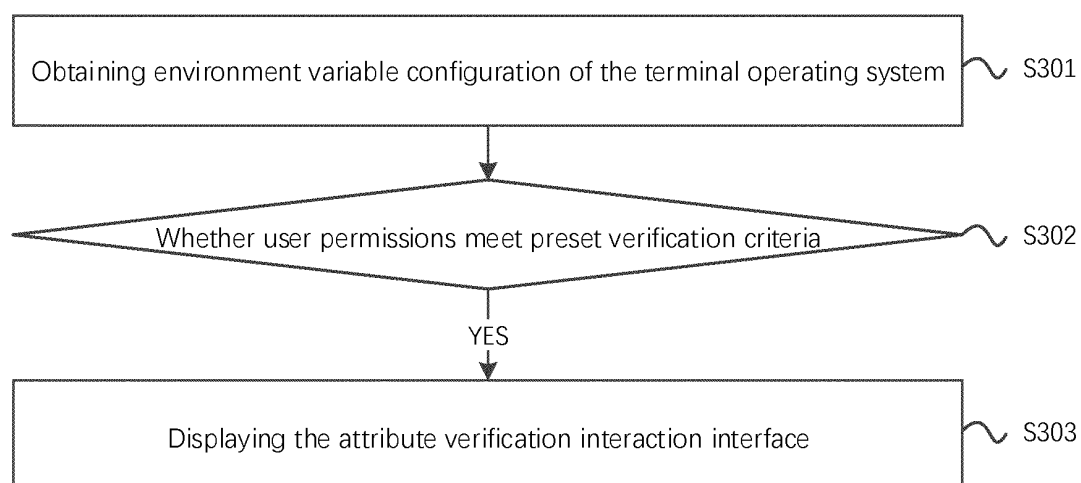 Obtaining environment variable configuration of the terminal operating system
S301
Whether user permissions meet preset verification criteria
S302
YES
Displaying the attribute verification interaction interface
S303